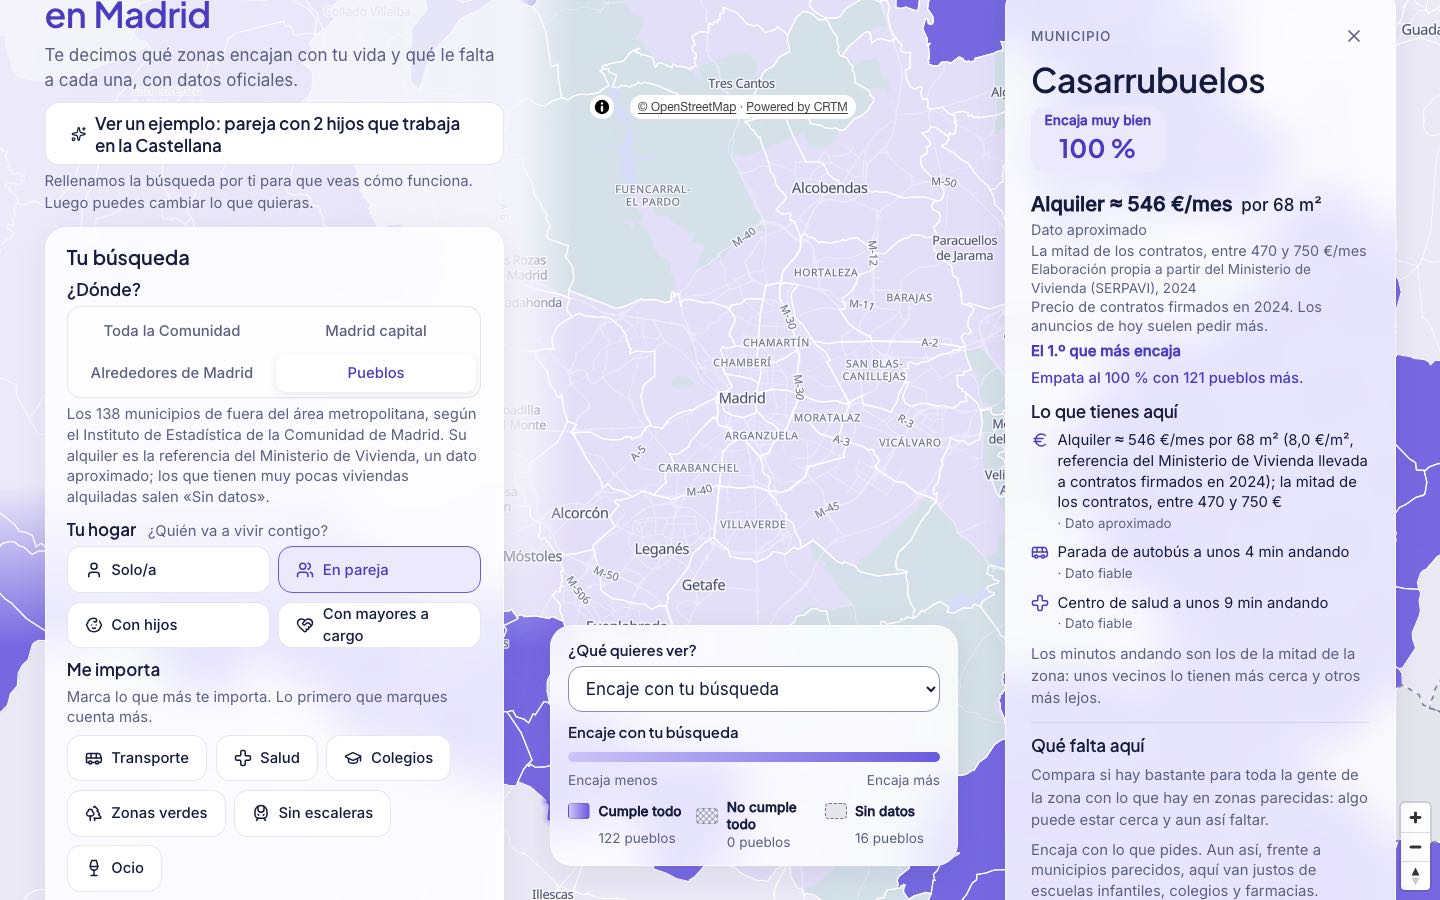 en Madrid
Te decimos qué zonas encajan con tu vida y qué le falta
a cada una, con datos oficiales.
Ver un ejemplo: pareja con 2 hijos que trabaja
en la Castellana
Rellenamos la búsqueda por ti para que veas cómo funciona.
Luego puedes cambiar lo que quieras.
Tu búsqueda
¿Dónde?
Toda la Comunidad
Madrid capital
Alrededores de Madrid
Pueblos
Los 138 municipios de fuera del área metropolitana, según
el Instituto de Estadística de la Comunidad de Madrid. Su
alquiler es la referencia del Ministerio de Vivienda, un dato
aproximado; los que tienen muy pocas viviendas
alquiladas salen «Sin datos».
Tu hogar ¿Quién va a vivir contigo?
Solo/a
En pareja
Con hijos
Con mayores a
cargo
Me importa
Marca lo que más te importa. Lo primero que marques
cuenta más.
Transporte
Salud
Colegios
Zonas verdes
Sin escaleras
Ocio
Collado Villalba
Tres Cantos
© OpenStreetMap · Powered by CRTM
FUENCARRAL-
EL PARDO
Alcobendas
M-50
M-40
M-12
Paracuellos
de Jarama
HORTALEZA
BARAJAS
M-11
M-30
CHAMARTÍN
A-2
CHAMBERÍ
SAN BLAS-
CANILLEJAS
M-30
Madrid
MORATALAZ
R-3
ARGANZUELA
A-3
VICÁLVARO
A-5
CARABANCHEL
M-40
Alcorcón
VILLAVERDE
M-45
Móstoles
Leganés
M-50
Getafe
M-506
Illescas
¿Qué quieres ver?
Encaje con tu búsqueda
Encaje con tu búsqueda
Encaja menos
Encaja más
Cumple todo
122 pueblos
No cumple
todo
0 pueblos
Sin datos
16 pueblos
MUNICIPIO
Casarrubuelos
Encaja muy bien
100 %
Alquiler ≈ 546 €/mes por 68 m²
Dato aproximado
La mitad de los contratos, entre 470 y 750 €/mes
Elaboración propia a partir del Ministerio de
Vivienda (SERPAVI), 2024
Precio de contratos firmados en 2024. Los
anuncios de hoy suelen pedir más.
El 1.º que más encaja
Empata al 100 % con 121 pueblos más.
Lo que tienes aquí
Alquiler ≈ 546 €/mes por 68 m² (8,0 €/m²,
referencia del Ministerio de Vivienda llevada
a contratos firmados en 2024); la mitad de
los contratos, entre 470 y 750 €
· Dato aproximado
Parada de autobús a unos 4 min andando
· Dato fiable
Centro de salud a unos 9 min andando
· Dato fiable
Los minutos andando son los de la mitad de la
zona: unos vecinos lo tienen más cerca y otros
más lejos.
Qué falta aquí
Compara si hay bastante para toda la gente de
la zona con lo que hay en zonas parecidas: algo
puede estar cerca y aun así faltar.
Encaja con lo que pides. Aun así, frente a
municipios parecidos, aquí van justos de
escuelas infantiles, colegios y farmacias.